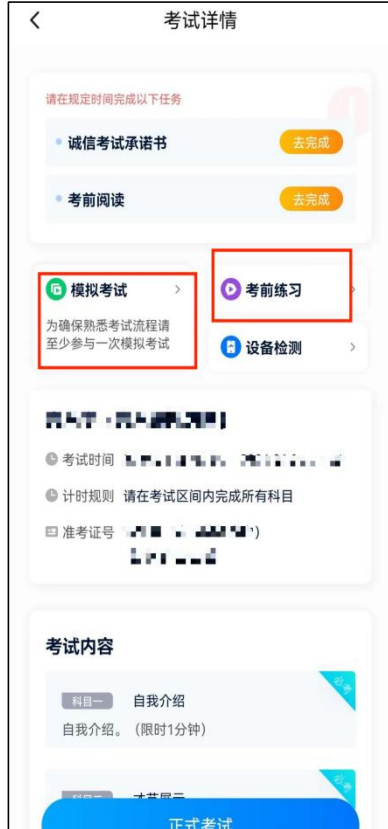 考试详情
请在规定时间完成以下任务
诚信考试承诺书
去完成
考前阅读
去完成
模拟考试
为确保熟悉考试流程请
至少参与一次模拟考试
考前练习
设备检测
考试时间
计时规则 请在考试区间内完成所有科目
准考证号
考试内容
科目一 自我介绍
必考
自我介绍。（限时1分钟）
必考
正式考试